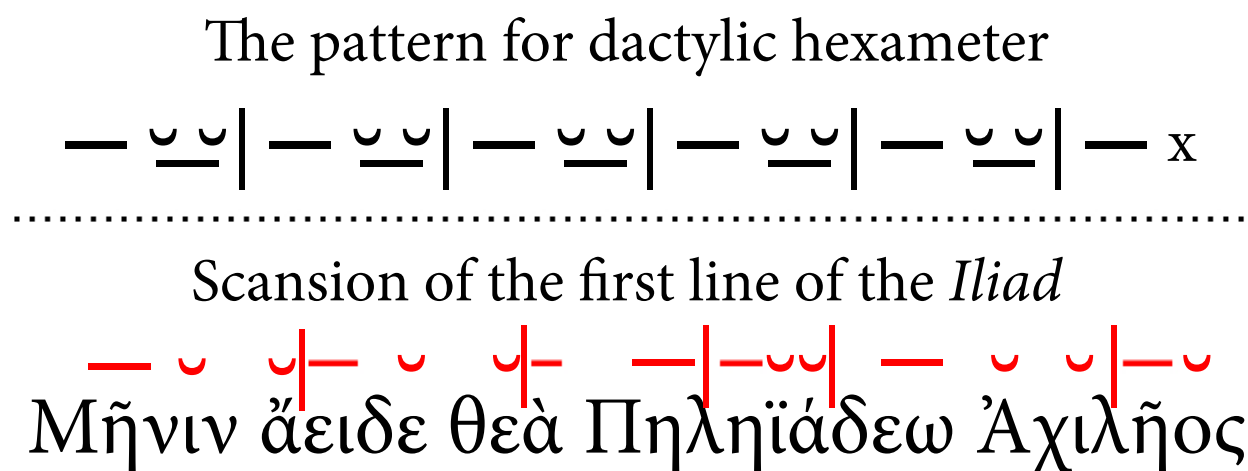 The pattern for dactylic hexameter
— ⏑⏑ | — ⏑⏑ | — ⏑⏑ | — ⏑⏑ | — ⏑⏑ | — x
Scansion of the first line of the Iliad
— ⏑ ⏑ | — ⏑ ⏑ | — — | — ⏑ ⏑ | — ⏑ ⏑ | — ⏑
Μῆνιν ἄειδε θεὰ Πηληϊάδεω Ἀχιλῆος